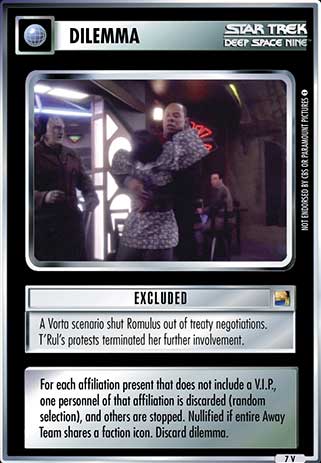 DILEMMA
STAR TREK
DEEP SPACE NINE
NOT ENDORSED BY CBS OR PARAMOUNT PICTURES
EXCLUDED
A Vorta scenario shut Romulus out of treaty negotiations.
T'Rul's protests terminated her further involvement.
For each affiliation present that does not include a V.I.P.,
one personnel of that affiliation is discarded (random
selection), and others are stopped. Nullified if entire Away
Team shares a faction icon. Discard dilemma.
7 V